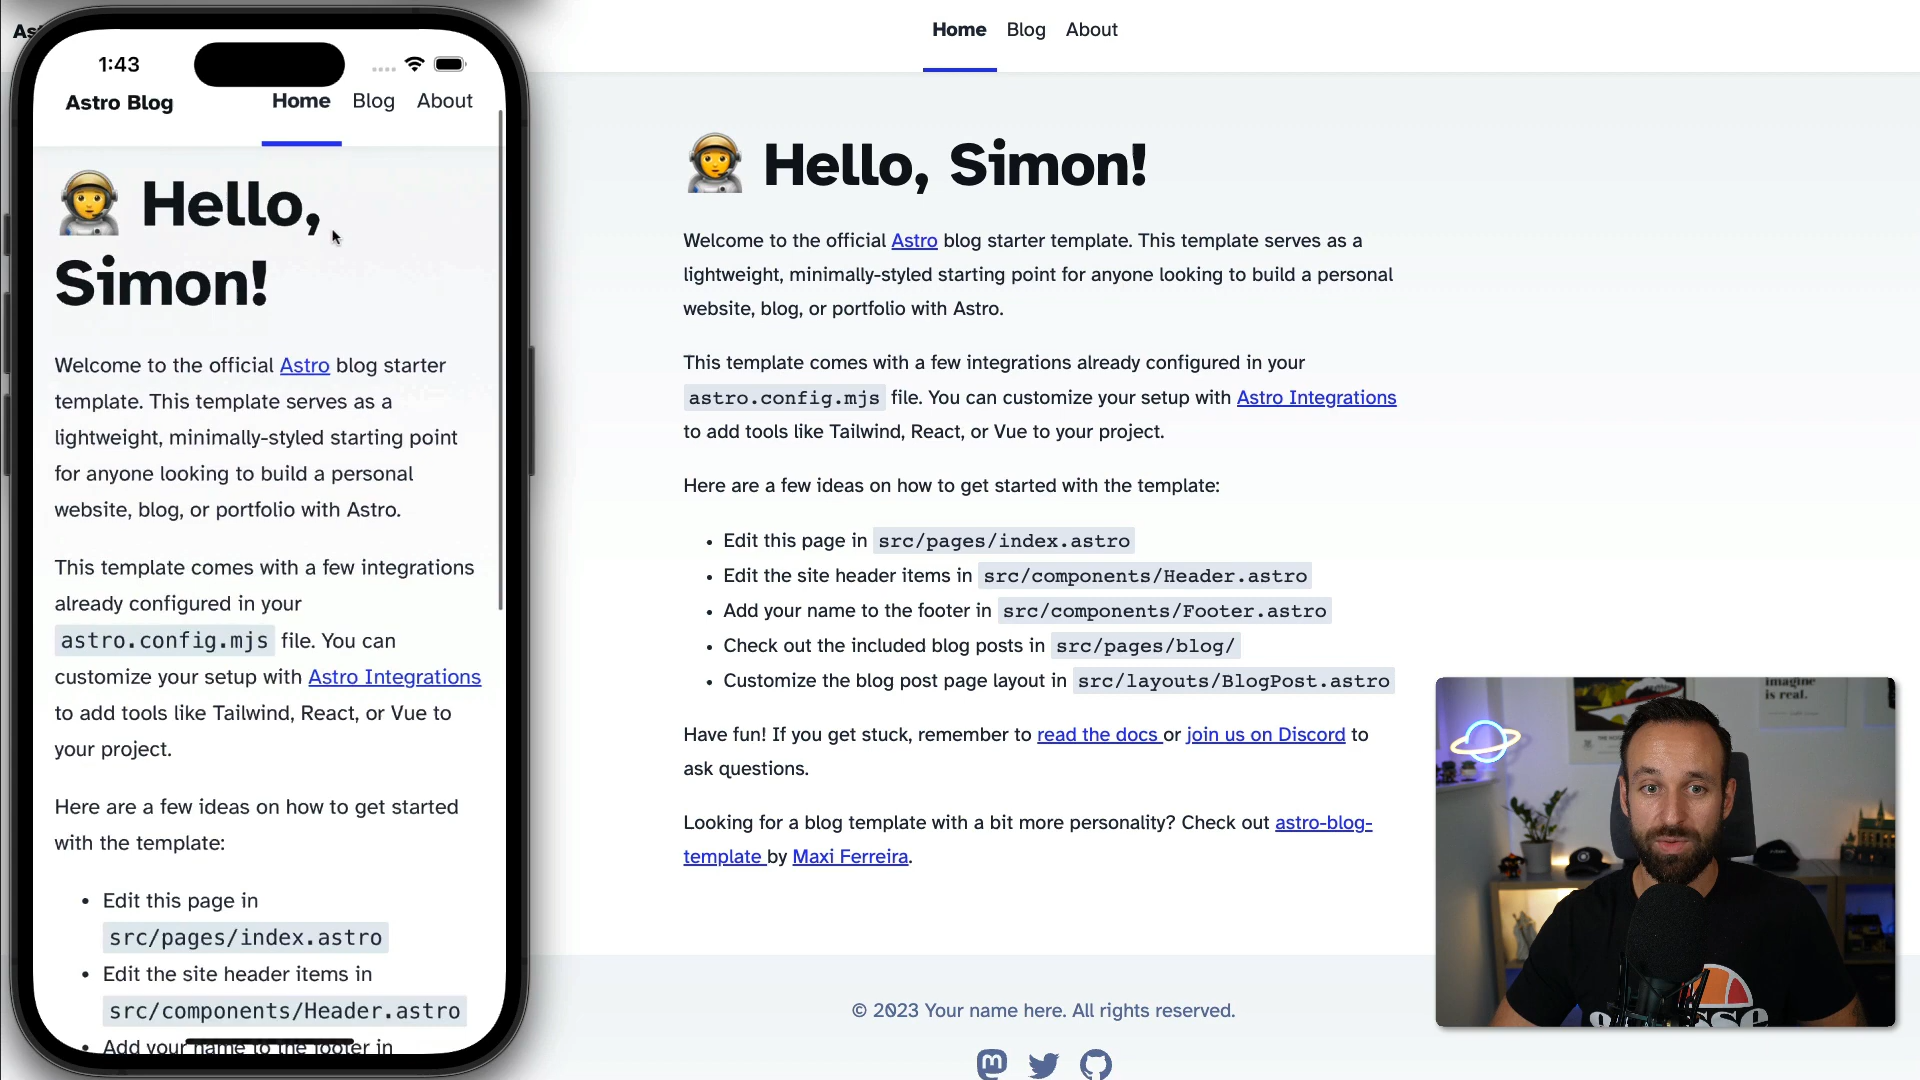 As
1:43
Astro Blog
Home
Blog
About
Hello,
Simon!
Welcome to the official Astro blog starter
template. This template serves as a
lightweight, minimally-styled starting point
for anyone looking to build a personal
website, blog, or portfolio with Astro.
This template comes with a few integrations
already configured in your
astro.config.mjs file. You can
customize your setup with Astro Integrations
to add tools like Tailwind, React, or Vue to
your project.
Here are a few ideas on how to get started
with the template:
• Edit this page in
src/pages/index.astro
• Edit the site header items in
src/components/Header.astro
• Add your name to the footer in
Home
Blog
About
Hello, Simon!
Welcome to the official Astro blog starter template. This template serves as a
lightweight, minimally-styled starting point for anyone looking to build a personal
website, blog, or portfolio with Astro.
This template comes with a few integrations already configured in your
astro.config.mjs file. You can customize your setup with Astro Integrations
to add tools like Tailwind, React, or Vue to your project.
Here are a few ideas on how to get started with the template:
• Edit this page in src/pages/index.astro
• Edit the site header items in src/components/Header.astro
• Add your name to the footer in src/components/Footer.astro
• Check out the included blog posts in src/pages/blog/
• Customize the blog post page layout in src/layouts/BlogPost.astro
Have fun! If you get stuck, remember to read the docs or join us on Discord to
ask questions.
Looking for a blog template with a bit more personality? Check out astro-blog-
template by Maxi Ferreira.
© 2023 Your name here. All rights reserved.
imagine
is real.